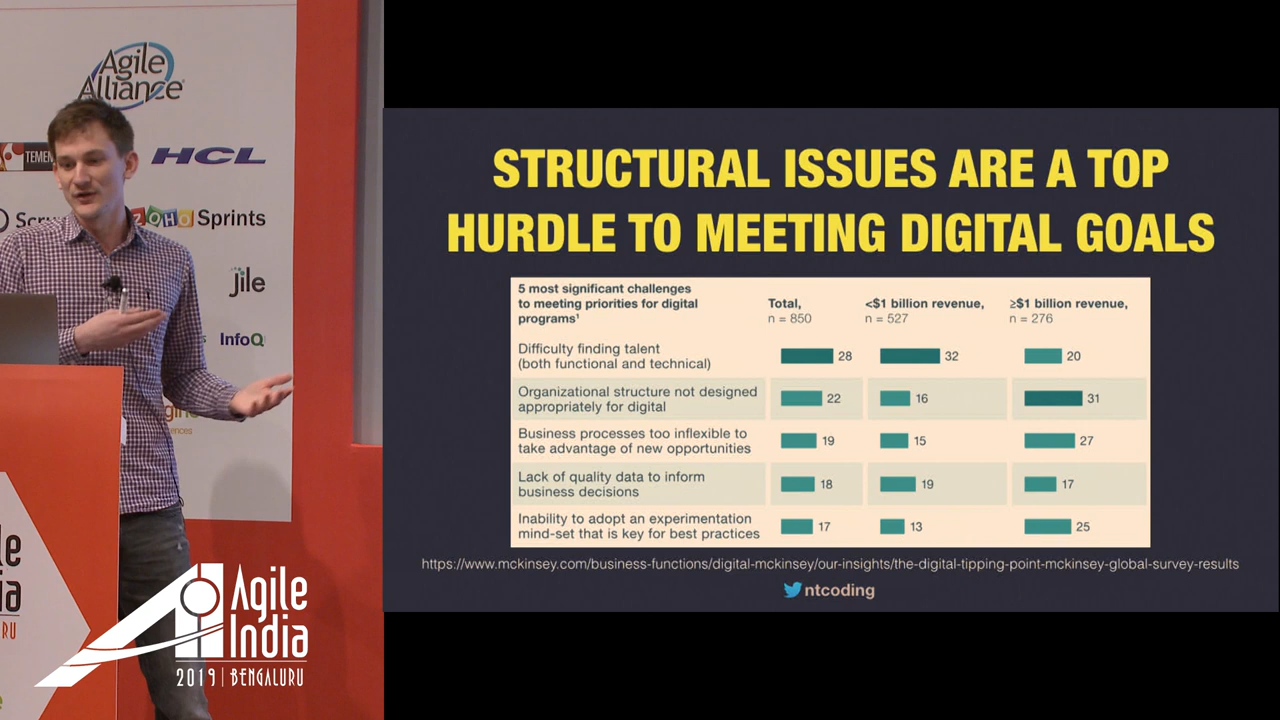 Agile
Alliance
TEMEN
HCL
Scr
ZOHO Sprints
jile
InfoQ
STRUCTURAL ISSUES ARE A TOP
HURDLE TO MEETING DIGITAL GOALS
5 most significant challenges
to meeting priorities for digital
programs¹
Total,
n = 850
<$1 billion revenue,
n = 527
≥$1 billion revenue,
n = 276
Difficulty finding talent
(both functional and technical)
28
32
20
Organizational structure not designed
appropriately for digital
22
16
31
Business processes too inflexible to
take advantage of new opportunities
19
15
27
Lack of quality data to inform
business decisions
18
19
17
Inability to adopt an experimentation
mind-set that is key for best practices
17
13
25
https://www.mckinsey.com/business-functions/digital-mckinsey/our-insights/the-digital-tipping-point-mckinsey-global-survey-results
ntcoding
Agile
India
2019 | BENGALURU